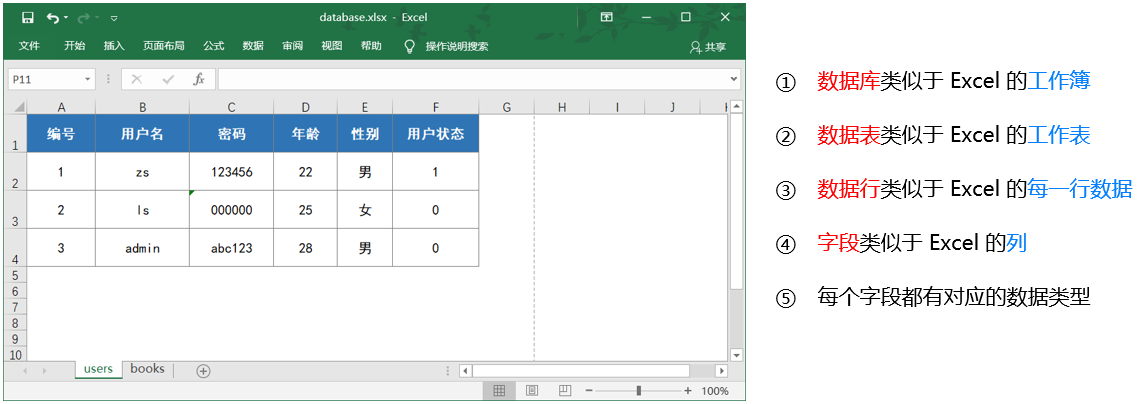 database.xlsx - Excel
文件 开始 插入 页面布局 公式 数据 审阅 视图 帮助 操作说明搜索 共享
P11 fx
A B C D E F G H I J
1 编号 用户名 密码 年龄 性别 用户状态
2 1 zs 123456 22 男 1
3 2 ls 000000 25 女 0
4 3 admin abc123 28 男 0
5
6
7
8
9
10
users books
100%
① 数据库类似于 Excel 的工作簿
② 数据表类似于 Excel 的工作表
③ 数据行类似于 Excel 的每一行数据
④ 字段类似于 Excel 的列
⑤ 每个字段都有对应的数据类型